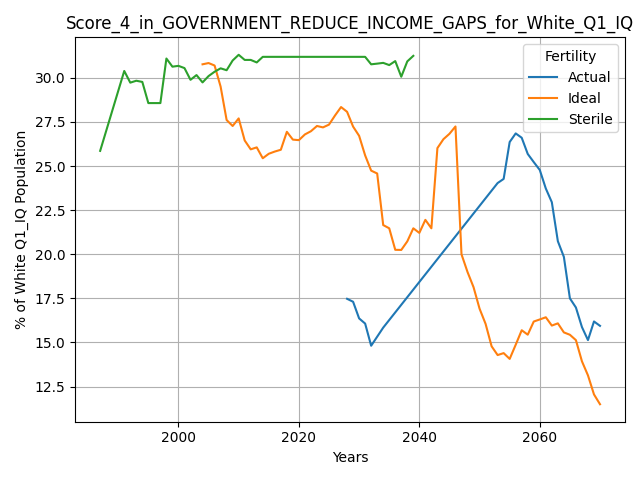 Score_4_in_GOVERNMENT_REDUCE_INCOME_GAPS_for_White_Q1_IQ
Fertility
Actual
Ideal
Sterile
% of White Q1_IQ Population
30.0
27.5
25.0
22.5
20.0
17.5
15.0
12.5
2000
2020
2040
2060
Years